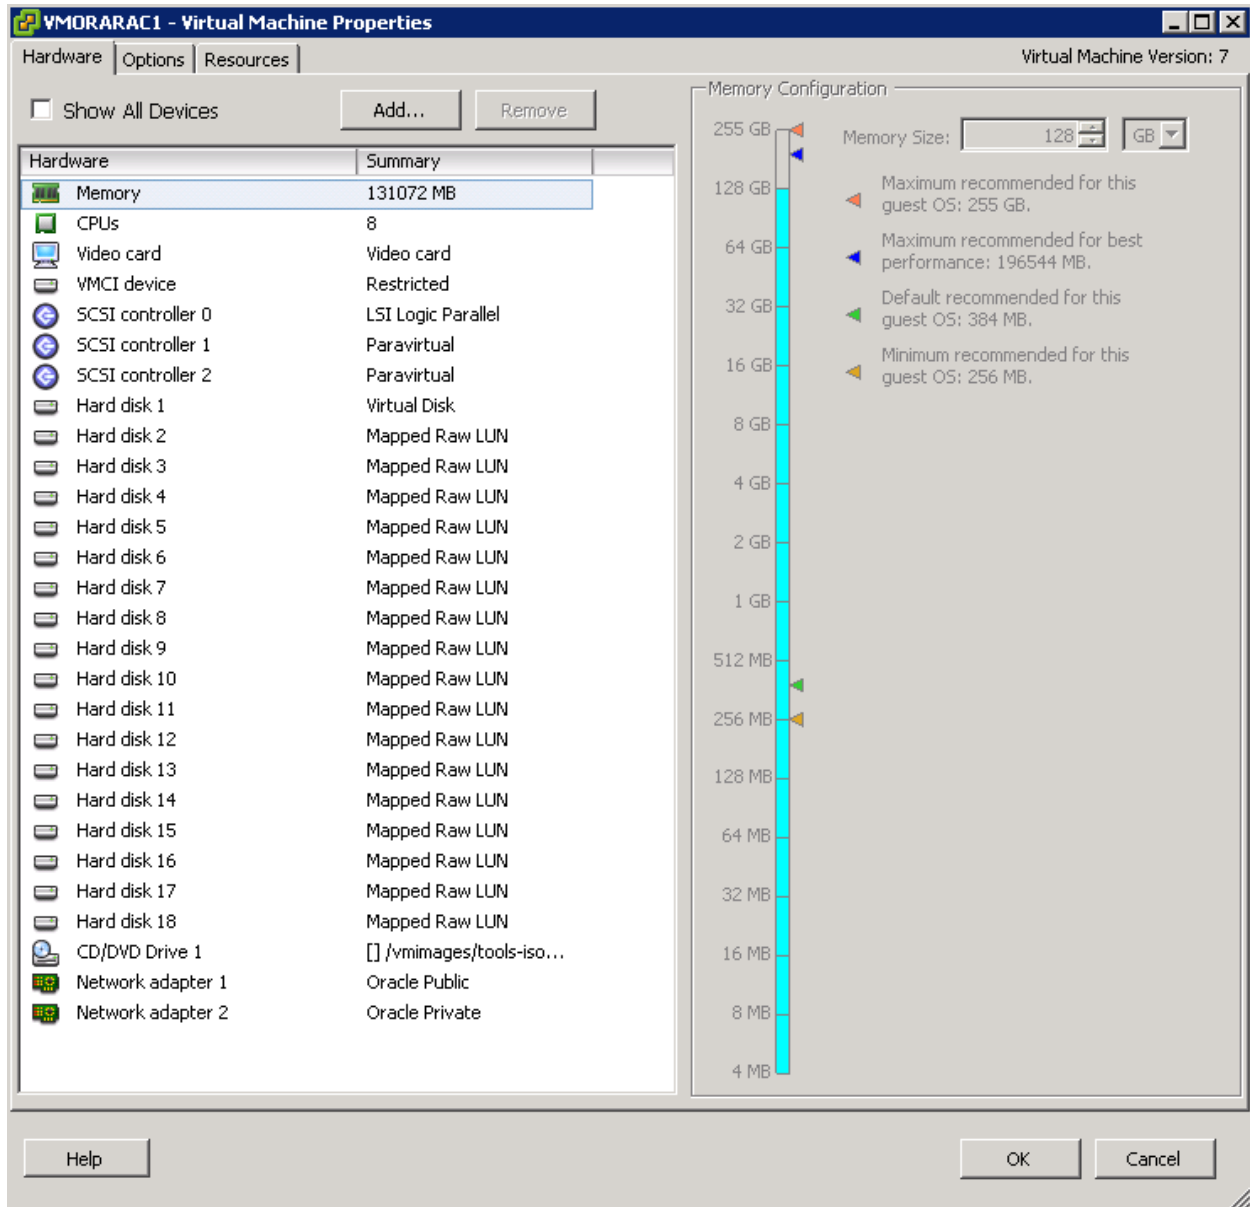 VMORARAC1 - Virtual Machine Properties
Hardware Options Resources Virtual Machine Version: 7
Show All Devices Add... Remove
Hardware Summary
Memory 131072 MB
CPUs 8
Video card Video card
VMCI device Restricted
SCSI controller 0 LSI Logic Parallel
SCSI controller 1 Paravirtual
SCSI controller 2 Paravirtual
Hard disk 1 Virtual Disk
Hard disk 2 Mapped Raw LUN
Hard disk 3 Mapped Raw LUN
Hard disk 4 Mapped Raw LUN
Hard disk 5 Mapped Raw LUN
Hard disk 6 Mapped Raw LUN
Hard disk 7 Mapped Raw LUN
Hard disk 8 Mapped Raw LUN
Hard disk 9 Mapped Raw LUN
Hard disk 10 Mapped Raw LUN
Hard disk 11 Mapped Raw LUN
Hard disk 12 Mapped Raw LUN
Hard disk 13 Mapped Raw LUN
Hard disk 14 Mapped Raw LUN
Hard disk 15 Mapped Raw LUN
Hard disk 16 Mapped Raw LUN
Hard disk 17 Mapped Raw LUN
Hard disk 18 Mapped Raw LUN
CD/DVD Drive 1 [] /vmimages/tools-iso...
Network adapter 1 Oracle Public
Network adapter 2 Oracle Private
Memory Configuration
255 GB
128 GB
64 GB
32 GB
16 GB
8 GB
4 GB
2 GB
1 GB
512 MB
256 MB
128 MB
64 MB
32 MB
16 MB
8 MB
4 MB
Memory Size: 128 GB
Maximum recommended for this
guest OS: 255 GB.
Maximum recommended for best
performance: 196544 MB.
Default recommended for this
guest OS: 384 MB.
Minimum recommended for this
guest OS: 256 MB.
Help OK Cancel